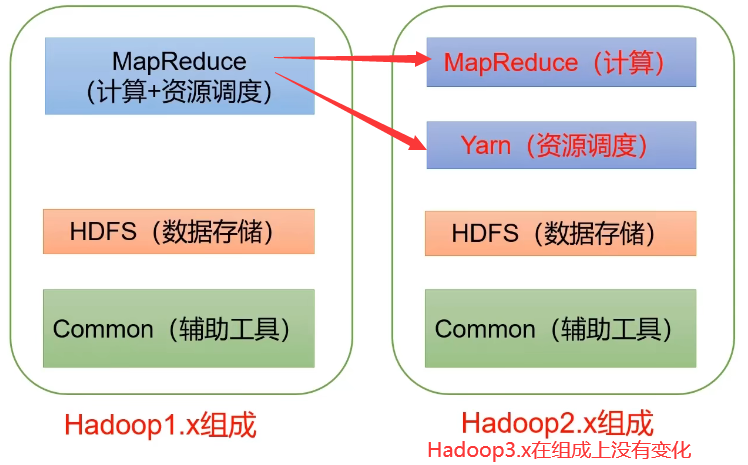 MapReduce
（计算+资源调度）
HDFS（数据存储）
Common（辅助工具）
Hadoop1.x组成
MapReduce（计算）
Yarn（资源调度）
HDFS（数据存储）
Common（辅助工具）
Hadoop2.x组成
Hadoop3.x在组成上没有变化